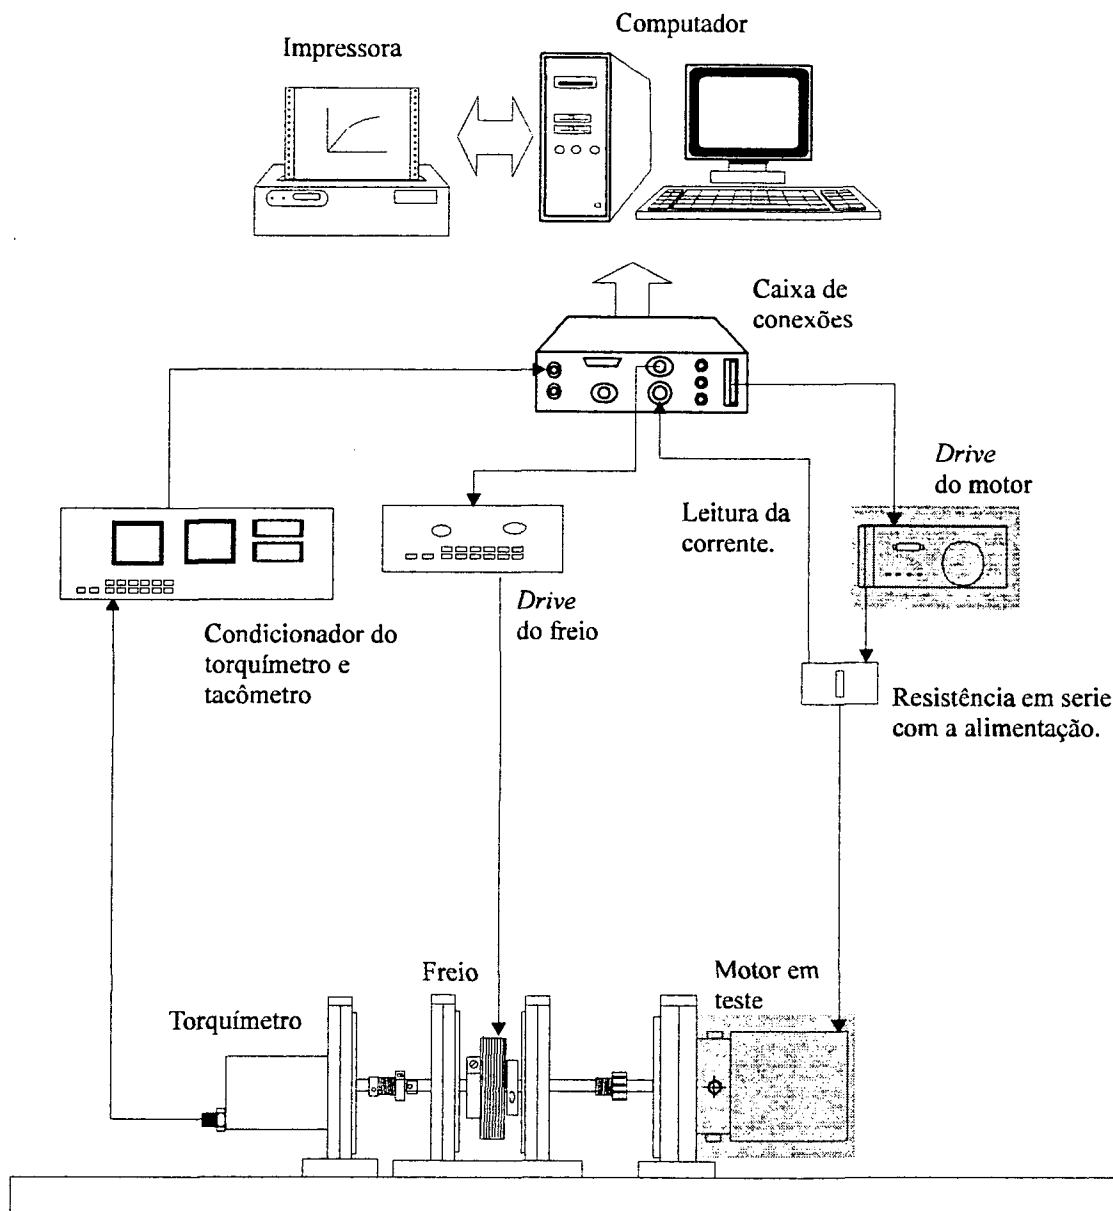 Computador
Impressora
Caixa de
conexões
Drive
do motor
Leitura da
corrente.
Drive
do freio
Condicionador do
torquímetro e
tacômetro
Resistência em serie
com a alimentação.
Freio
Motor em
teste
Torquímetro